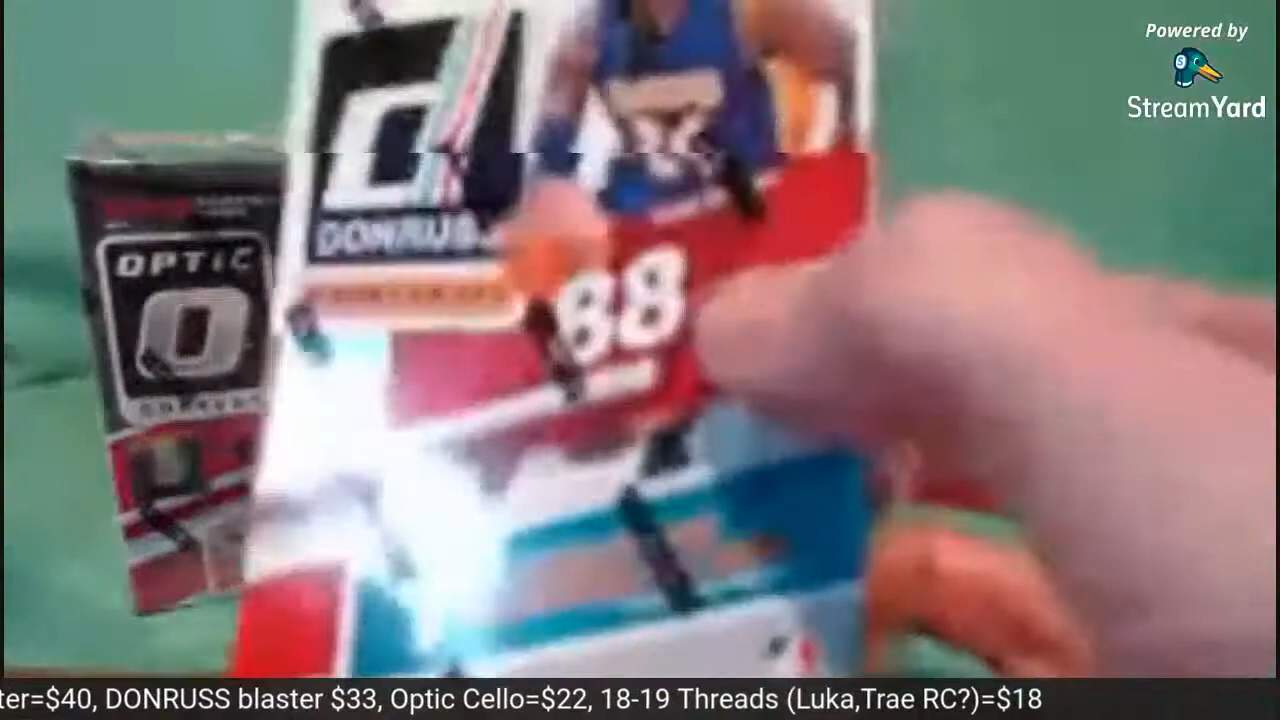 Powered by
StreamYard
DONRUSS
OPTIC
88
ter=$40, DONRUSS blaster $33, Optic Cello=$22, 18-19 Threads (Luka,Trae RC?)=$18